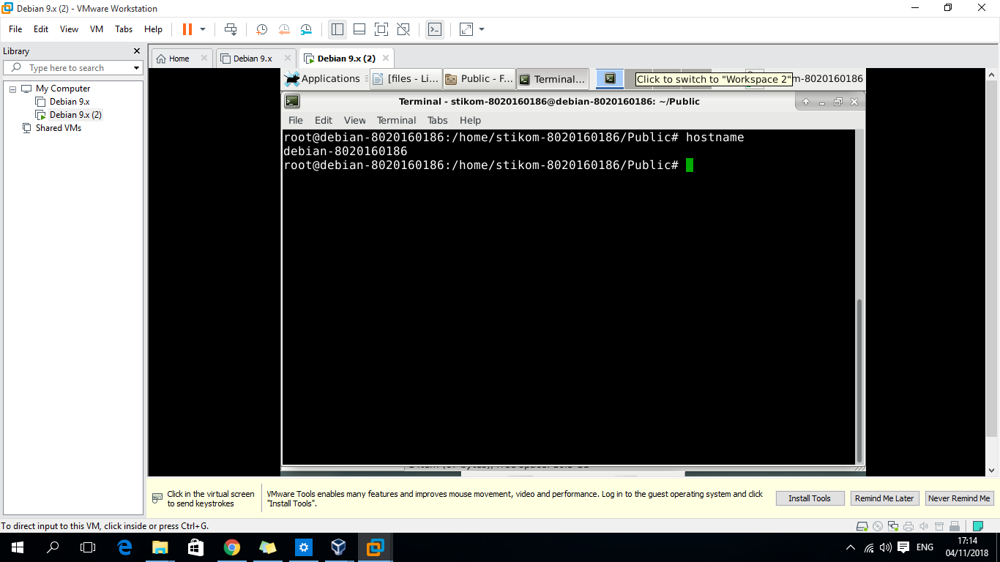 Debian 9.x (2) - VMware Workstation
File Edit View VM Tabs Help
Library
Type here to search
My Computer
Debian 9.x
Debian 9.x (2)
Shared VMs
Home Debian 9.x Debian 9.x (2)
Applications [files - Li... Public - F... Terminal... Click to switch to "Workspace 2" m-8020160186
Terminal - stikom-8020160186@debian-8020160186: ~/Public
File Edit View Terminal Tabs Help
root@debian-8020160186:/home/stikom-8020160186/Public# hostname
debian-8020160186
root@debian-8020160186:/home/stikom-8020160186/Public#
Click in the virtual screen
to send keystrokes
VMware Tools enables many features and improves mouse movement, video and performance. Log in to the guest operating system and click
"Install Tools".
Install Tools Remind Me Later Never Remind Me
To direct input to this VM, click inside or press Ctrl+G.
ENG
17:14
04/11/2018